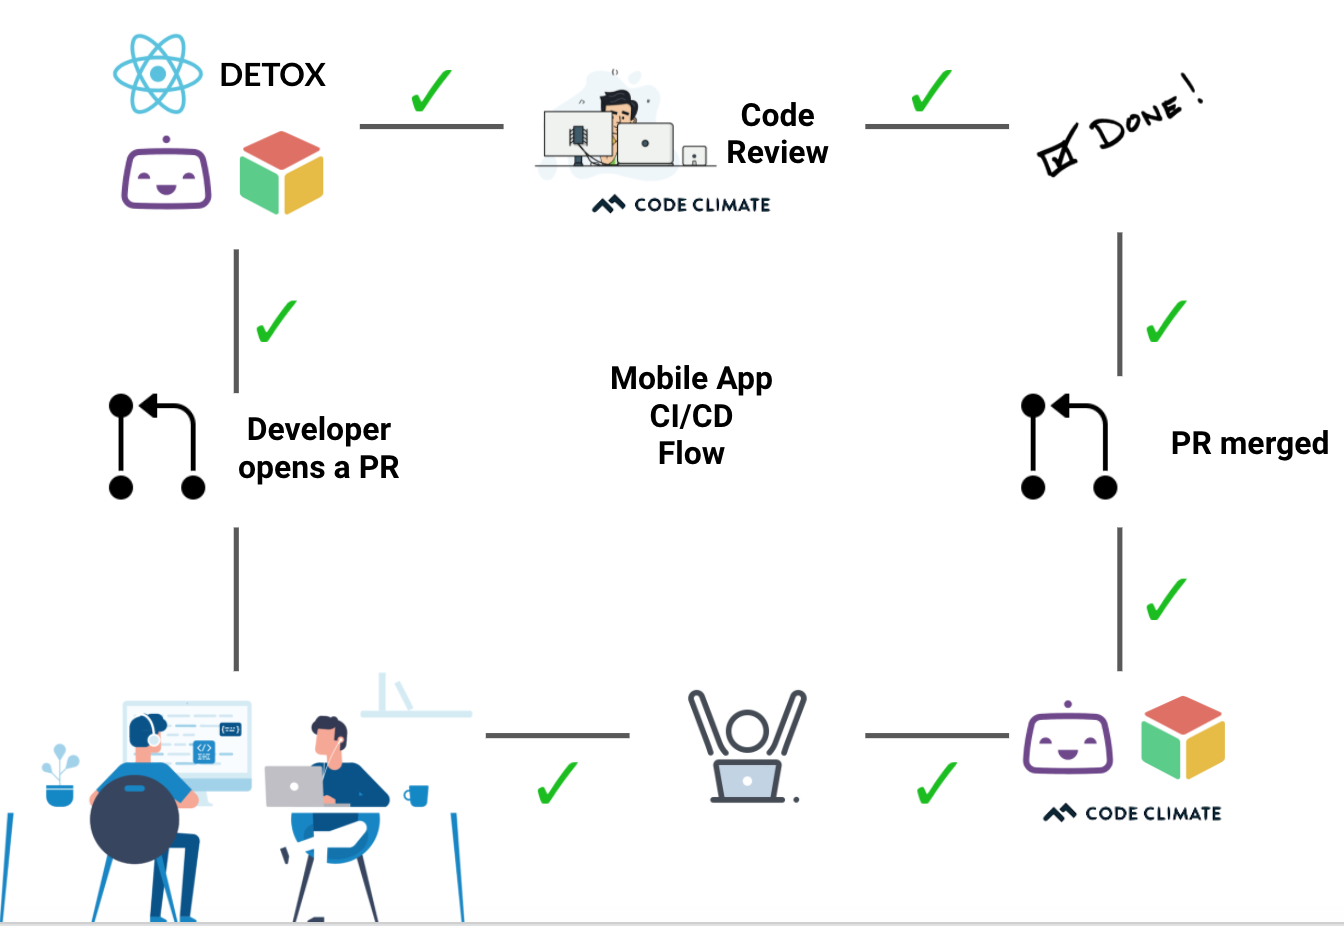 DETOX
Code
Review
CODE CLIMATE
DONE!
Developer
opens a PR
Mobile App
CI/CD
Flow
PR merged
CODE CLIMATE